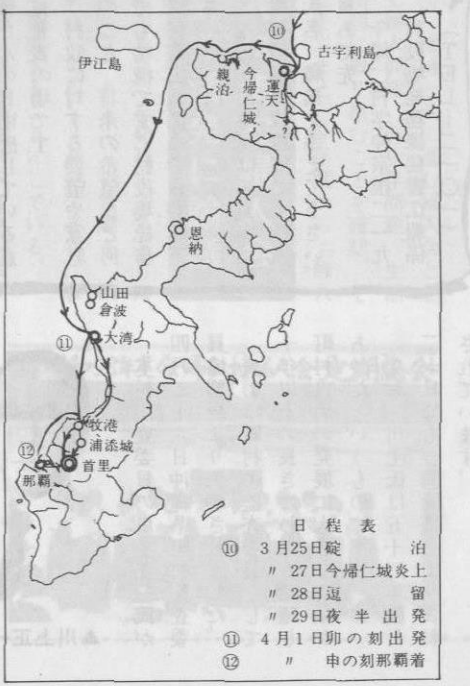 ⑩
伊江島
古宇利島
親泊
今帰仁城
運天
?
?
恩納
山田
倉波
⑪
大湾
牧港
浦添城
⑫
首里
那覇
日程表
⑩ 3月25日碇泊
〃 27日今帰仁城炎上
〃 28日逗留
〃 29日夜半出発
⑪ 4月1日卯の刻出発
⑫ 〃 申の刻那覇着